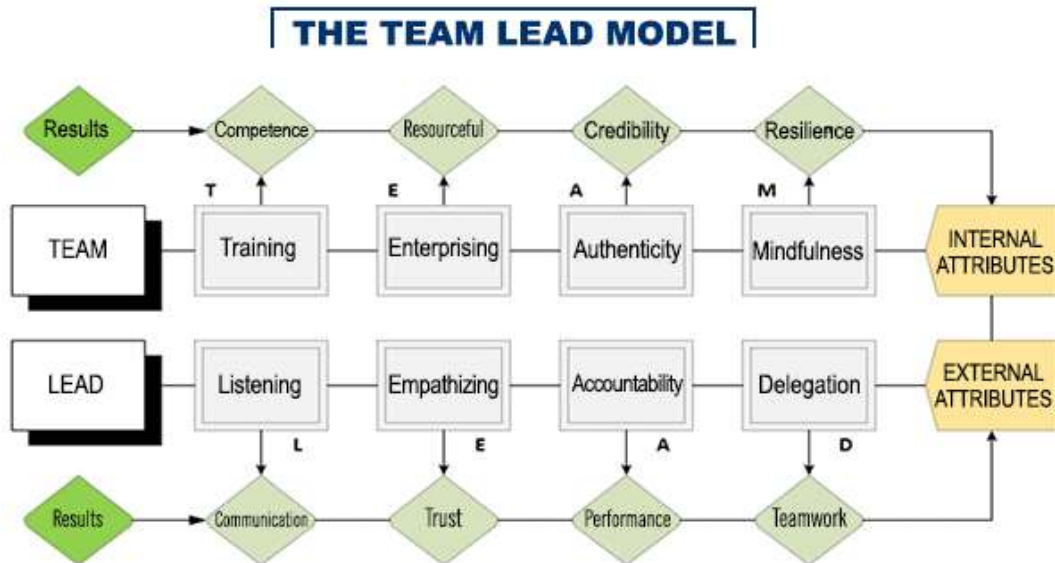 THE TEAM LEAD MODEL
Results
Competence
Resourceful
Credibility
Resilience
T
E
A
M
TEAM
Training
Enterprising
Authenticity
Mindfulness
INTERNAL
ATTRIBUTES
LEAD
Listening
Empathizing
Accountability
Delegation
EXTERNAL
ATTRIBUTES
L
E
A
D
Results
Communication
Trust
Performance
Teamwork